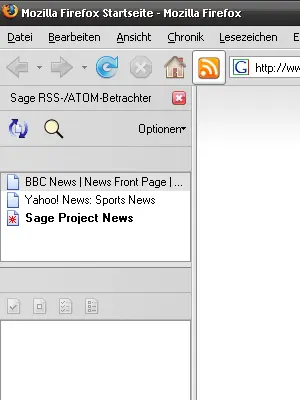 Mozilla Firefox Startseite - Mozilla Firefox
Datei Bearbeiten Ansicht Chronik Lesezeichen E
G http://ww
Sage RSS-/ATOM-Betrachter
Optionen
BBC News | News Front Page | ...
Yahoo! News: Sports News
Sage Project News